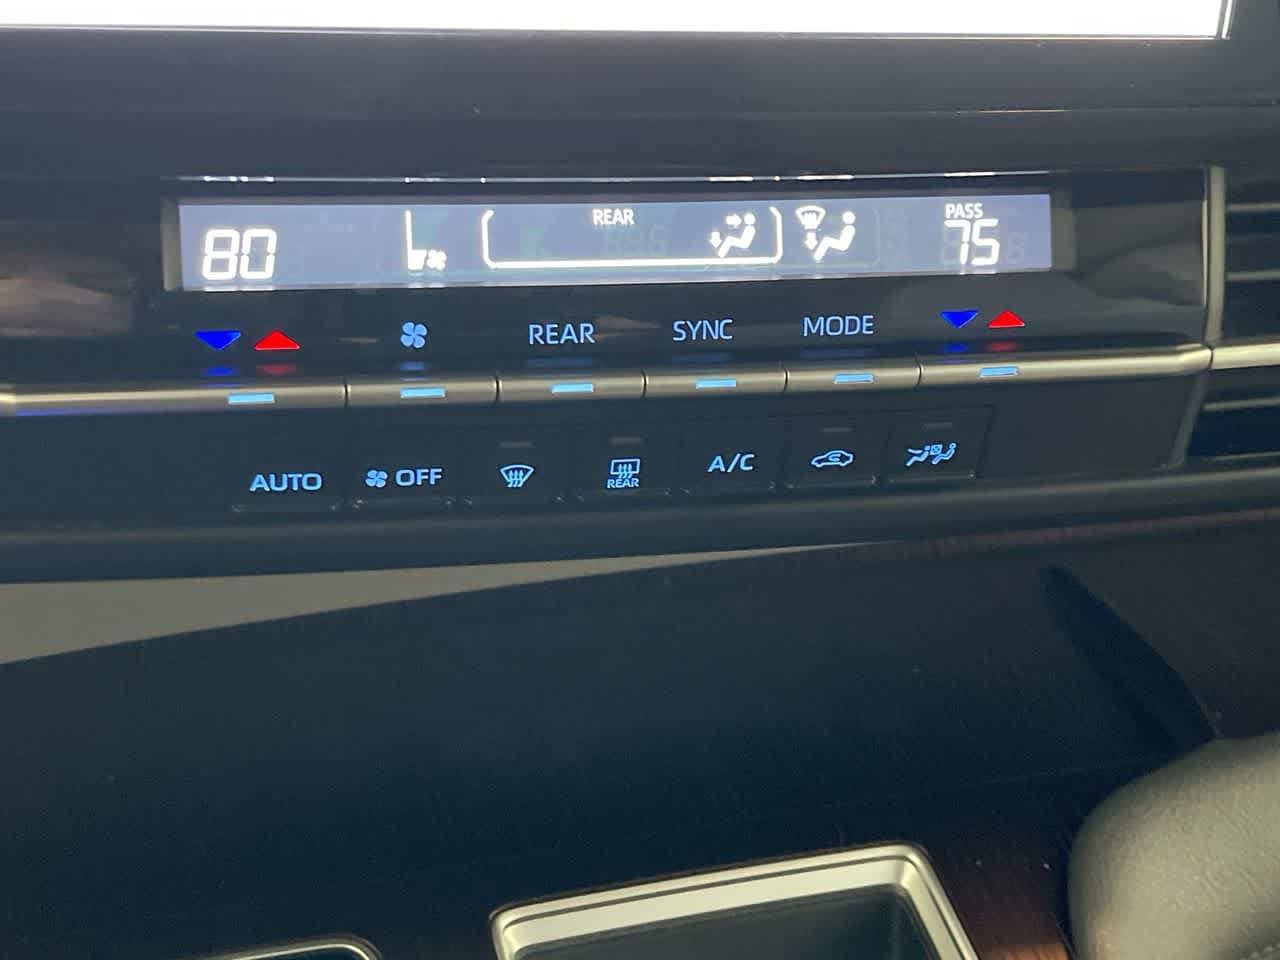 80 REAR PASS 75
REAR SYNC MODE
AUTO OFF REAR A/C